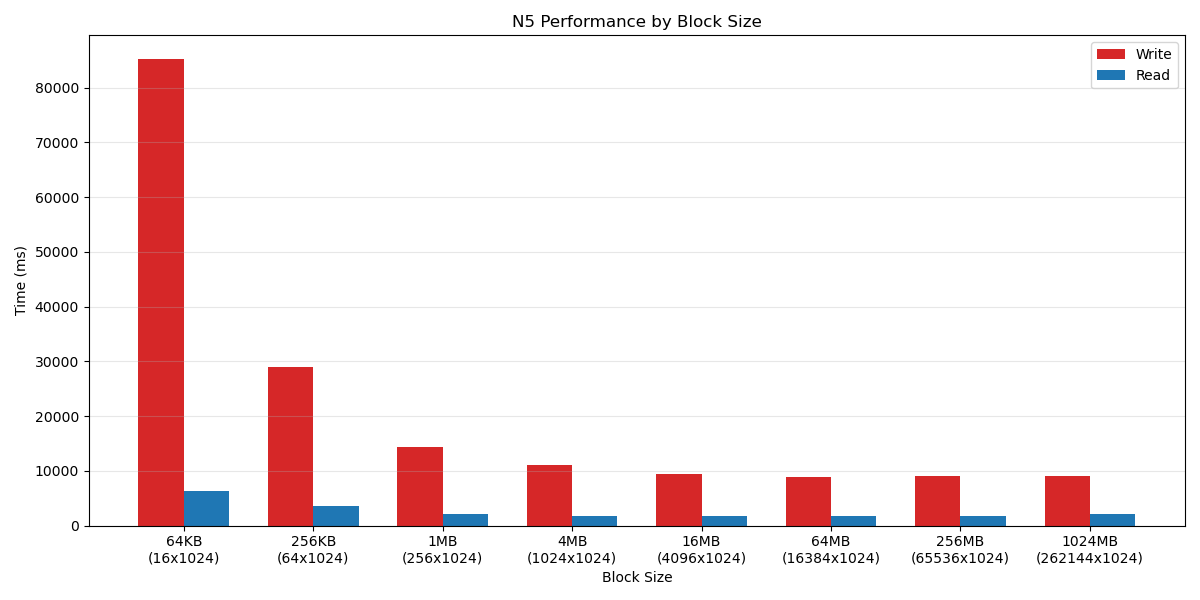 N5 Performance by Block Size
Write
Read
Time (ms)
80000
70000
60000
50000
40000
30000
20000
10000
0
64KB
(16x1024)
256KB
(64x1024)
1MB
(256x1024)
4MB
(1024x1024)
16MB
(4096x1024)
64MB
(16384x1024)
256MB
(65536x1024)
1024MB
(262144x1024)
Block Size